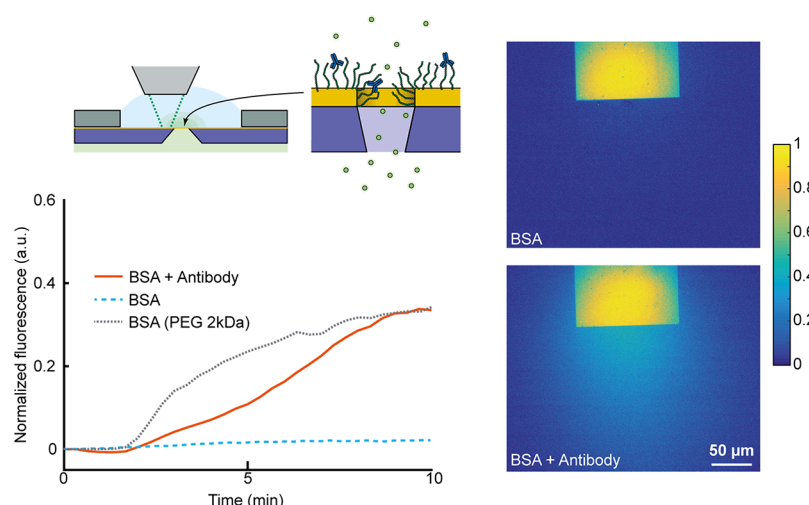 Normalized fluorescence (a.u.)
0.6
0.4
0.2
0
BSA + Antibody
BSA
BSA (PEG 2kDa)
0
5
10
Time (min)
BSA
BSA + Antibody
50 µm
1
0.8
0.6
0.4
0.2
0